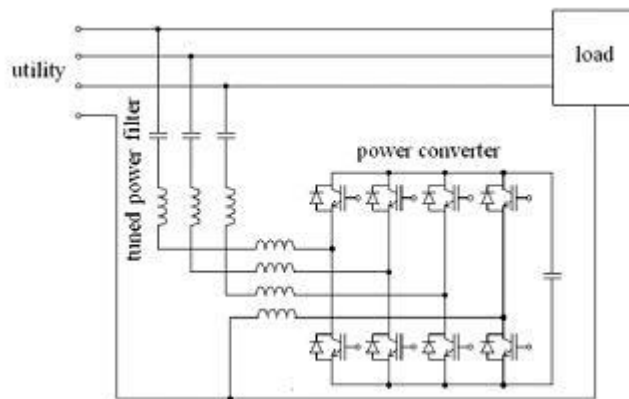 utility
load
tuned power filter
power converter